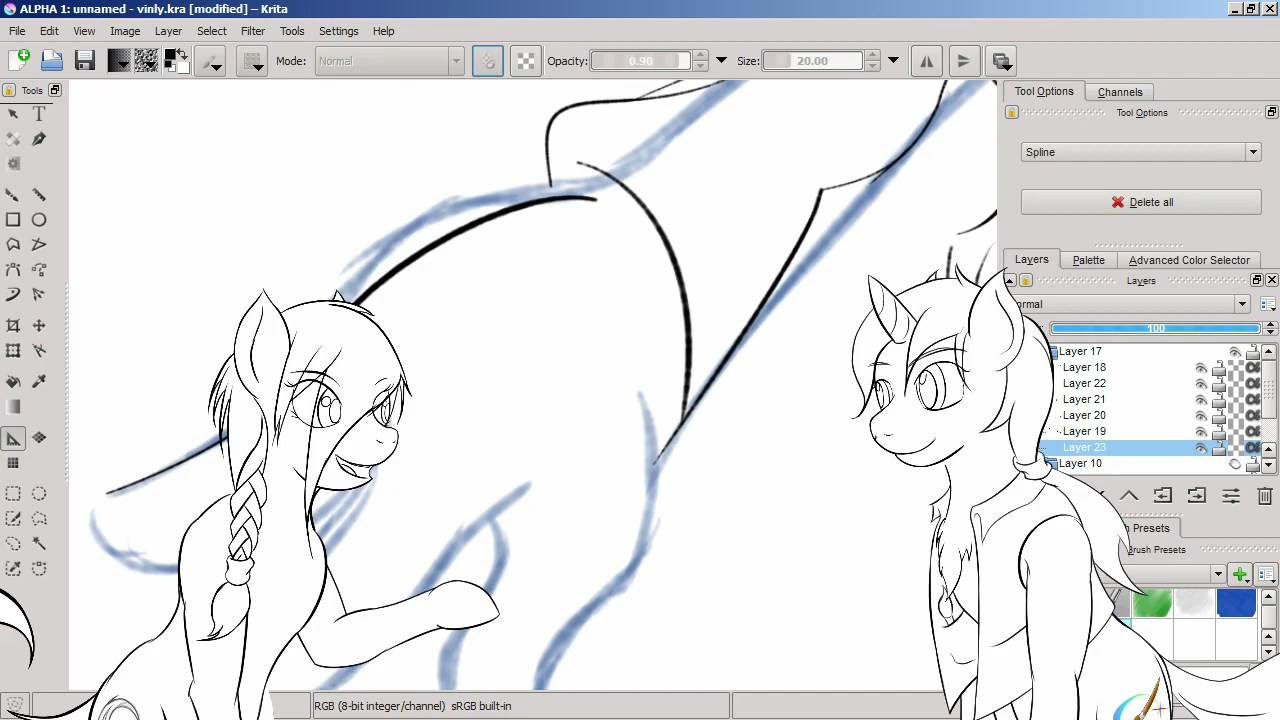 ALPHA 1: unnamed - vinly.kra [modified] – Krita
File Edit View Image Layer Select Filter Tools Settings Help
Mode: Normal Opacity: 0.90 Size: 20.00
Tools
T
Tool Options Channels
Tool Options
Spline
Delete all
Layers Palette Advanced Color Selector
Layers
ormal
100
Layer 17
Layer 18
Layer 22
Layer 21
Layer 20
Layer 19
Layer 23
Layer 10
h Presets
Brush Presets
RGB (8-bit integer/channel) sRGB built-in